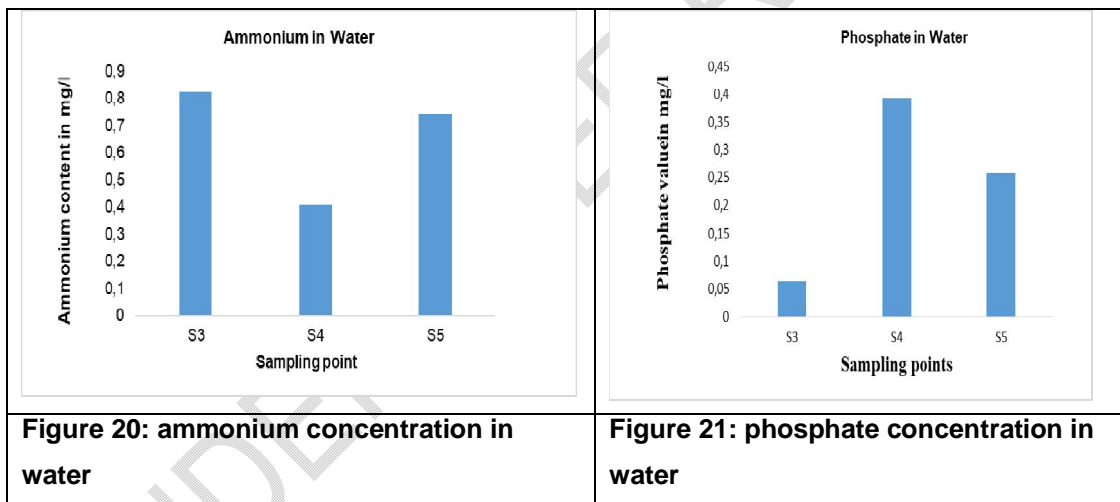 Ammonium in Water
Ammonium content in mg/l
0,9
0,8
0,7
0,6
0,5
0,4
0,3
0,2
0,1
0
S3 S4 S5
Sampling point
Figure 20: ammonium concentration in
water
Phosphate in Water
Phosphate valuein mg/l
0,45
0,4
0,35
0,3
0,25
0,2
0,15
0,1
0,05
0
S3 S4 S5
Sampling points
Figure 21: phosphate concentration in
water